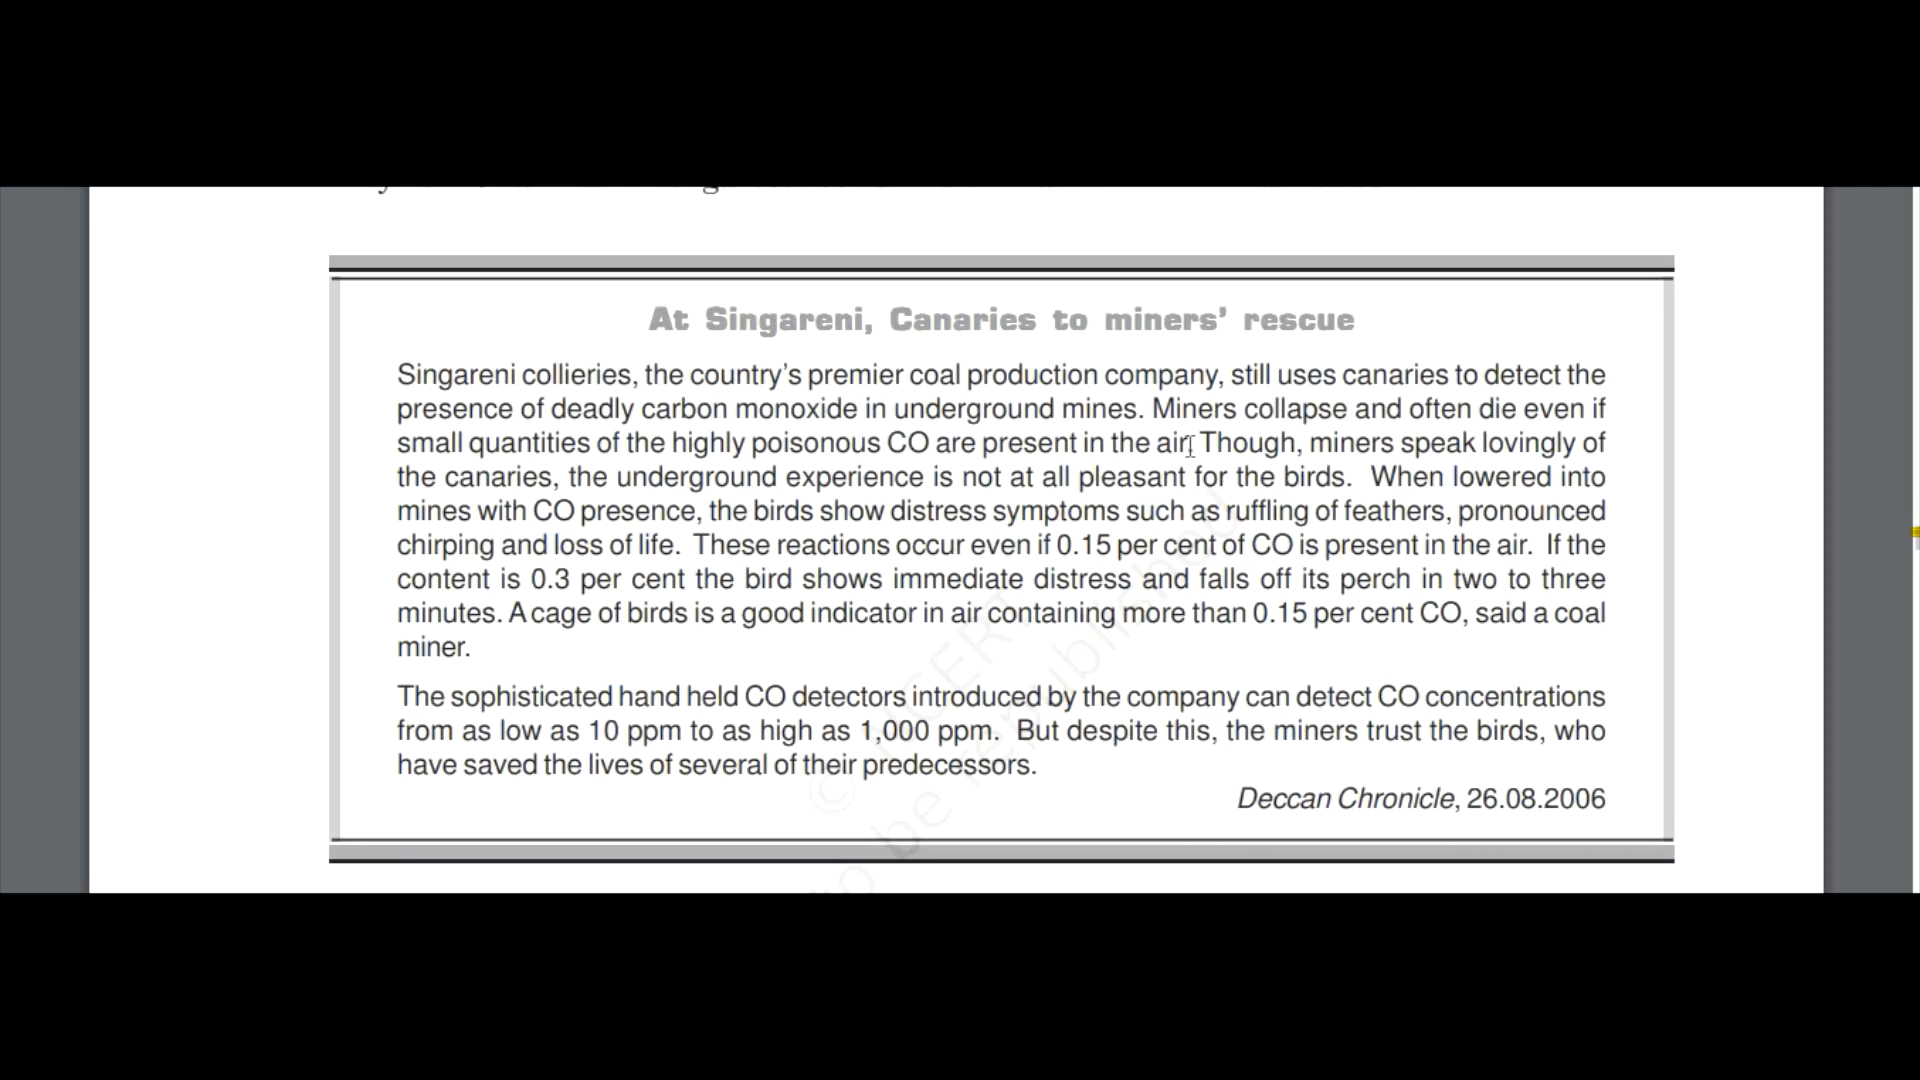 At Singareni, Canaries to miners' rescue
Singareni collieries, the country's premier coal production company, still uses canaries to detect the
presence of deadly carbon monoxide in underground mines. Miners collapse and often die even if
small quantities of the highly poisonous CO are present in the air. Though, miners speak lovingly of
the canaries, the underground experience is not at all pleasant for the birds. When lowered into
mines with CO presence, the birds show distress symptoms such as ruffling of feathers, pronounced
chirping and loss of life. These reactions occur even if 0.15 per cent of CO is present in the air. If the
content is 0.3 per cent the bird shows immediate distress and falls off its perch in two to three
minutes. A cage of birds is a good indicator in air containing more than 0.15 per cent CO, said a coal
miner.
The sophisticated hand held CO detectors introduced by the company can detect CO concentrations
from as low as 10 ppm to as high as 1,000 ppm. But despite this, the miners trust the birds, who
have saved the lives of several of their predecessors.
Deccan Chronicle, 26.08.2006
© NCERT
to be republished